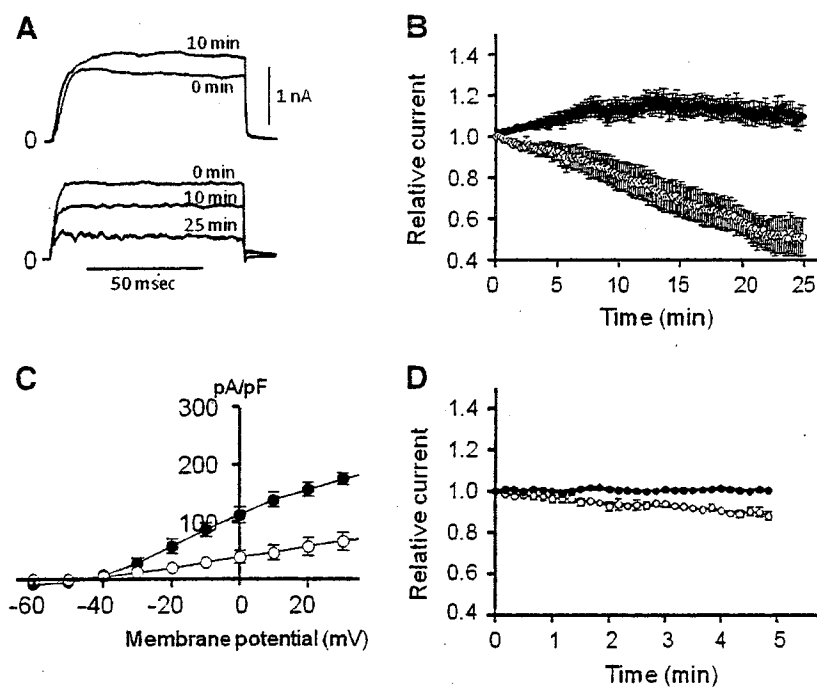 A
10 min
0 min
1 nA
0
0 min
10 min
25 min
0
50 msec
B
Relative current
1.4
1.2
1.0
0.8
0.6
0.4
0 5 10 15 20 25
Time (min)
C
pA/pF
300
200
100
-60 -40 -20 0 20
Membrane potential (mV)
D
Relative current
1.4
1.2
1.0
0.8
0.6
0.4
0 1 2 3 4 5
Time (min)